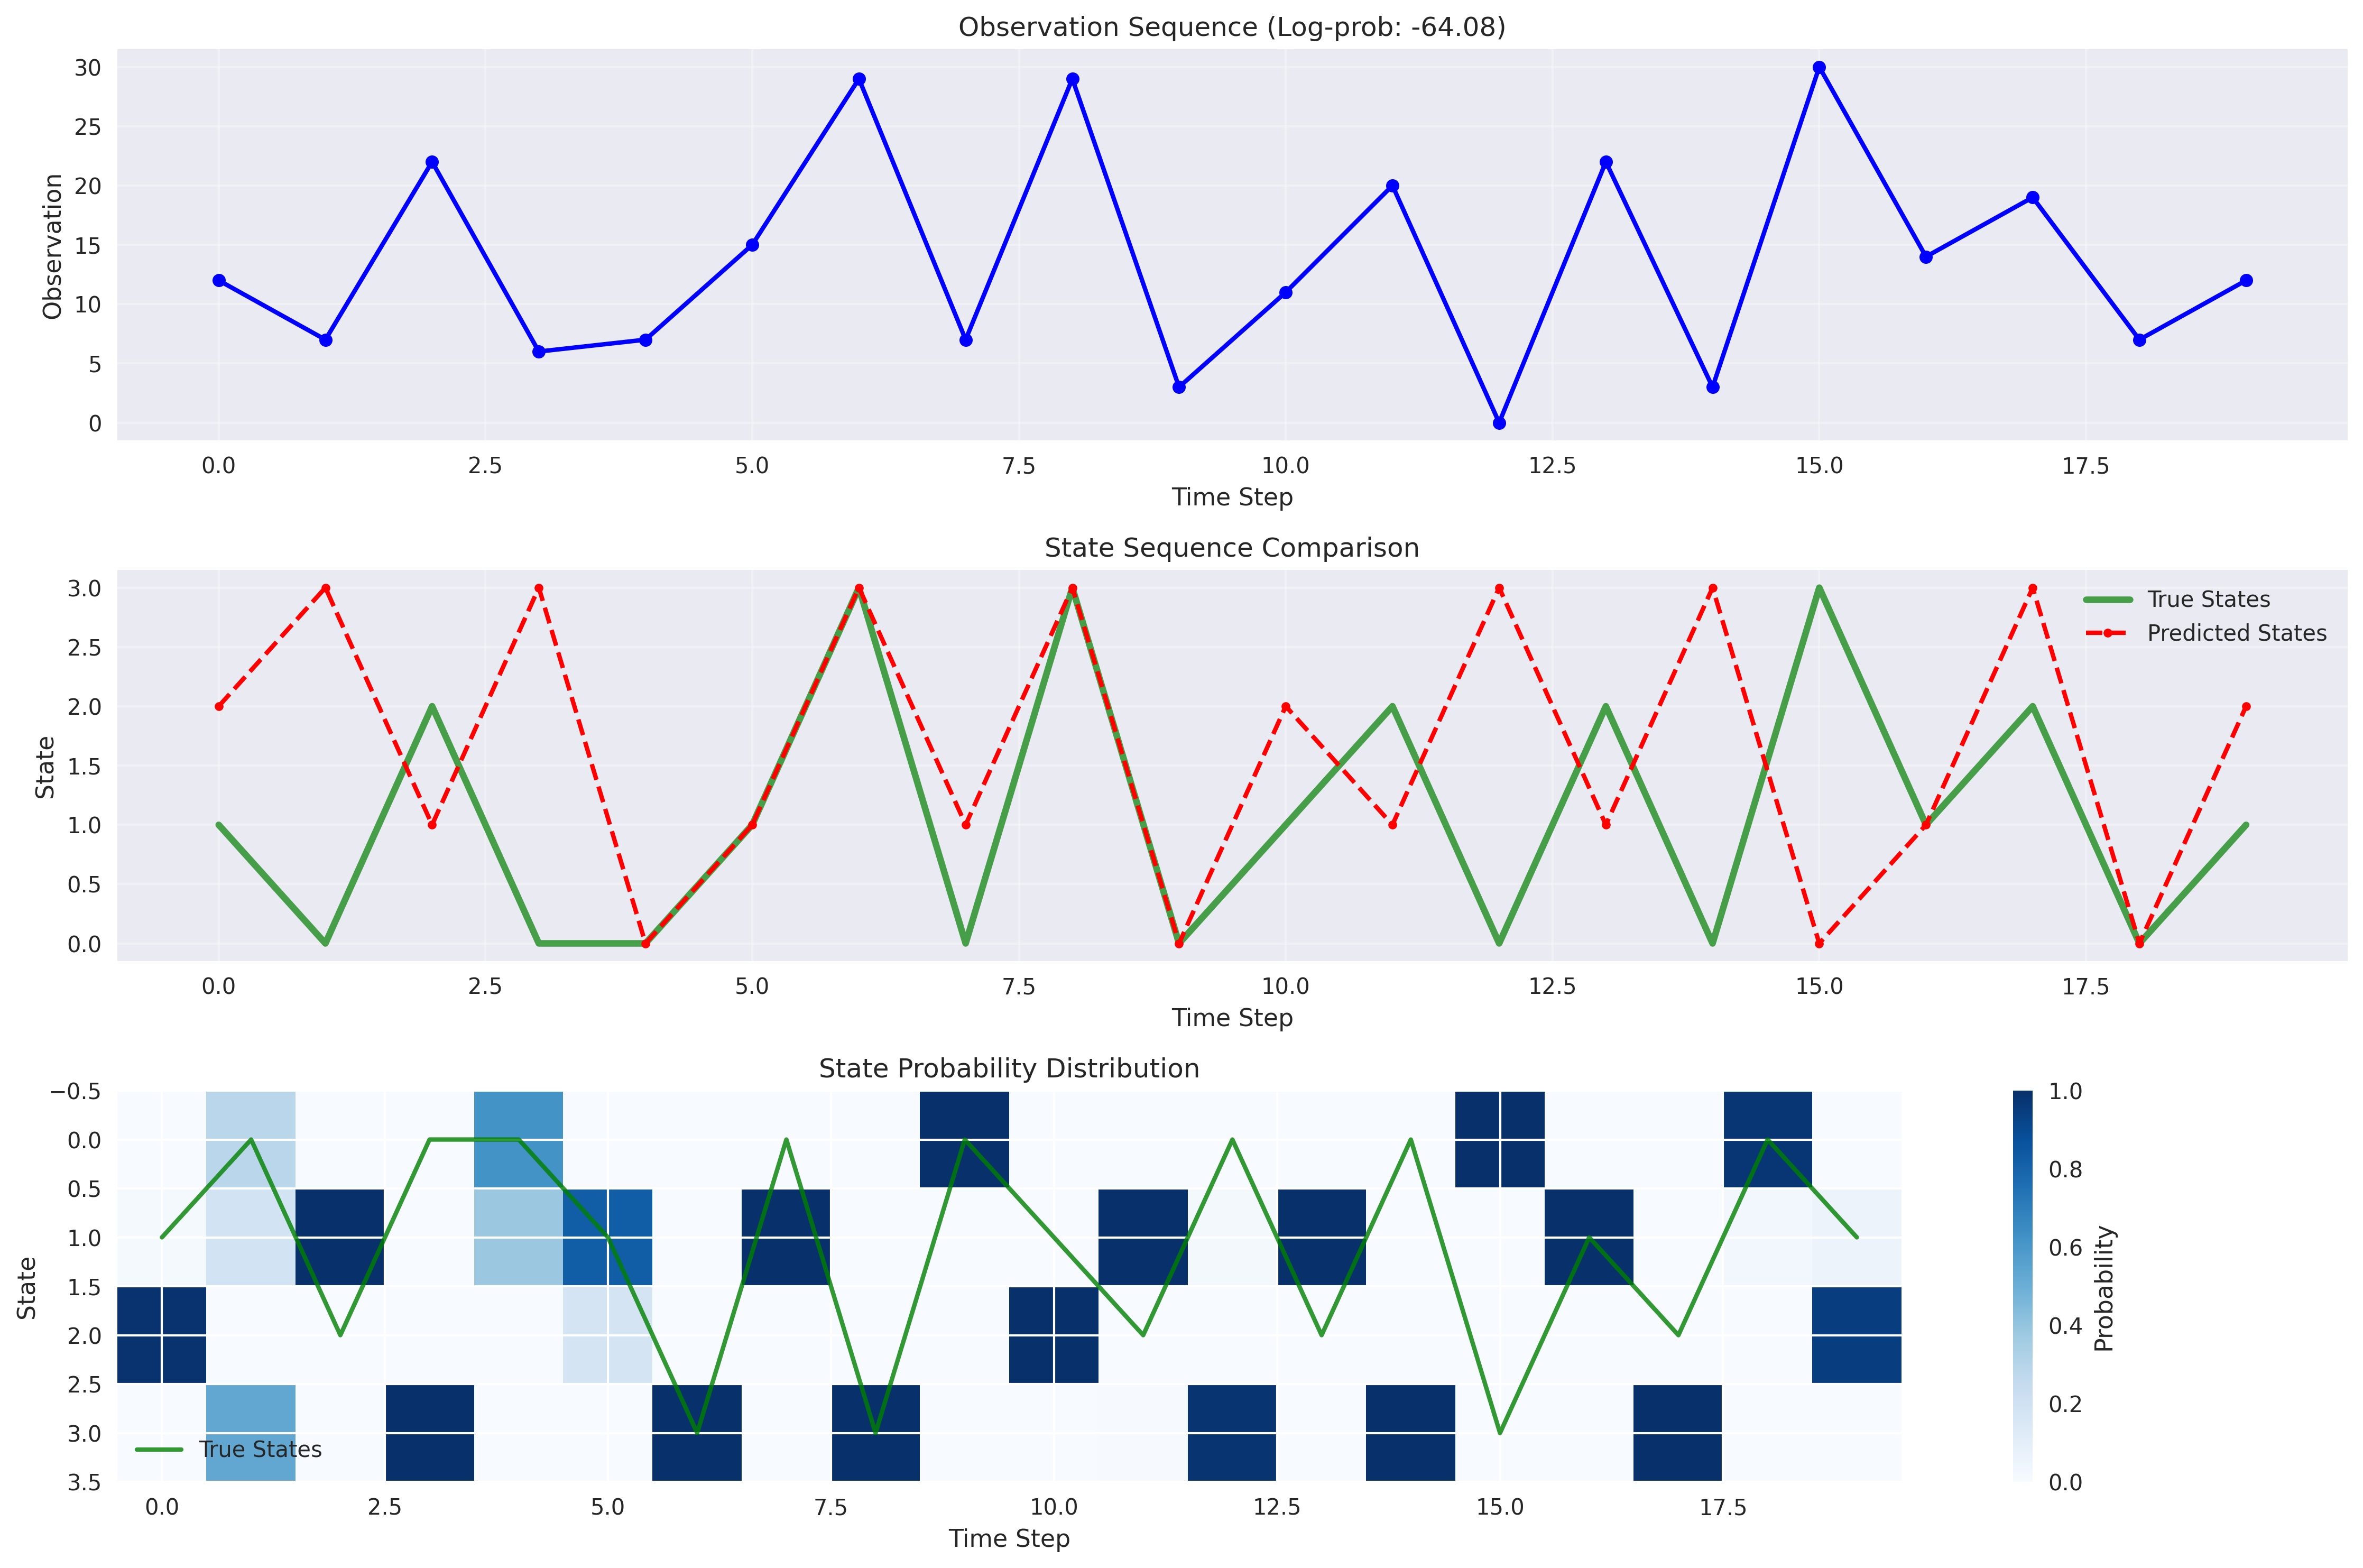 Observation Sequence (Log-prob: -64.08)
30
25
20
15
10
5
0
Observation
0.0 2.5 5.0 7.5 10.0 12.5 15.0 17.5
Time Step
State Sequence Comparison
3.0
2.5
2.0
1.5
1.0
0.5
0.0
State
True States
Predicted States
0.0 2.5 5.0 7.5 10.0 12.5 15.0 17.5
Time Step
State Probability Distribution
−0.5
0.0
0.5
1.0
1.5
2.0
2.5
3.0
3.5
State
True States
0.0 2.5 5.0 7.5 10.0 12.5 15.0 17.5
Time Step
1.0
0.8
0.6
0.4
0.2
0.0
Probability